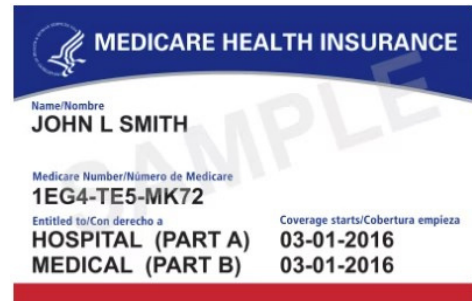 MEDICARE HEALTH INSURANCE
Name/Nombre
JOHN L SMITH
Medicare Number/Número de Medicare
1EG4-TE5-MK72
Entitled to/Con derecho a Coverage starts/Cobertura empieza
HOSPITAL (PART A) 03-01-2016
MEDICAL (PART B) 03-01-2016
SAMPLE